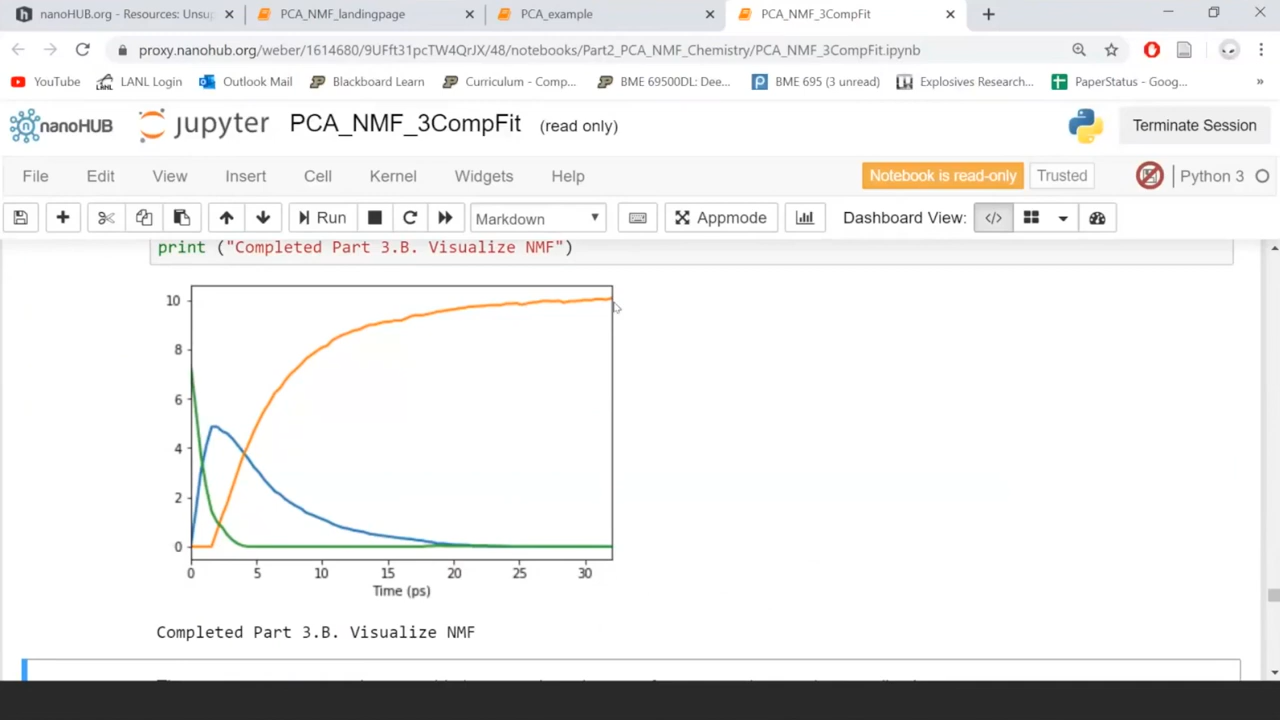 nanoHUB.org - Resources: Unsup
PCA_NMF_landingpage
PCA_example
PCA_NMF_3CompFit
proxy.nanohub.org/weber/1614680/9UFft31pcTW4QrJX/48/notebooks/Part2_PCA_NMF_Chemistry/PCA_NMF_3CompFit.ipynb
YouTube LANL Login Outlook Mail Blackboard Learn Curriculum - Comp... BME 69500DL: Dee... BME 695 (3 unread) Explosives Research... PaperStatus - Goog... »
nanoHUB jupyter PCA_NMF_3CompFit (read only) Terminate Session
File Edit View Insert Cell Kernel Widgets Help Notebook is read-only Trusted Python 3
Run Markdown Appmode Dashboard View:
print ("Completed Part 3.B. Visualize NMF")
10
8
6
4
2
0
0 5 10 15 20 25 30
Time (ps)
Completed Part 3.B. Visualize NMF